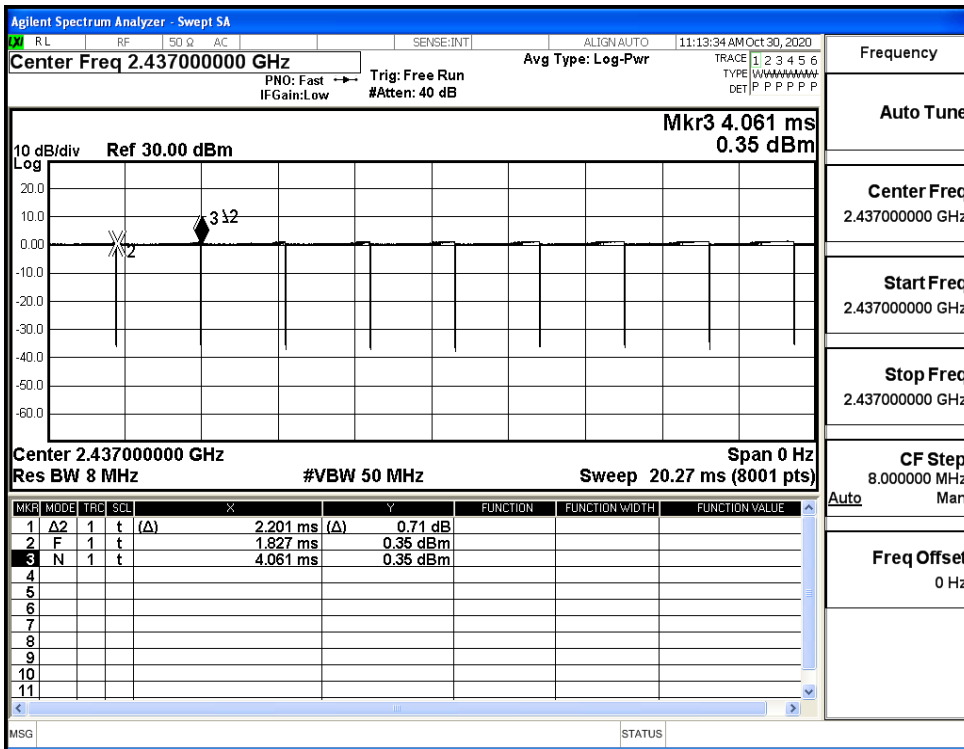 Agilent Spectrum Analyzer - Swept SA
LXI RL RF 50 Ω AC SENSE:INT ALIGN AUTO 11:13:34 AM Oct 30, 2020
Center Freq 2.437000000 GHz
PNO: Fast
IFGain:Low
Trig: Free Run
#Atten: 40 dB
Avg Type: Log-Pwr
TRACE 1 2 3 4 5 6
TYPE WWWWWW
DET P P P P P P
Mkr3 4.061 ms
0.35 dBm
10 dB/div Ref 30.00 dBm
Log
20.0
10.0
0.00
-10.0
-20.0
-30.0
-40.0
-50.0
-60.0
2
3 1Δ2
Center 2.437000000 GHz Span 0 Hz
Res BW 8 MHz #VBW 50 MHz Sweep 20.27 ms (8001 pts)
MKR MODE TRC SCL X Y FUNCTION FUNCTION WIDTH FUNCTION VALUE
1 Δ2 1 t (Δ) 2.201 ms (Δ) 0.71 dB
2 F 1 t 1.827 ms 0.35 dBm
3 N 1 t 4.061 ms 0.35 dBm
4
5
6
7
8
9
10
11
MSG STATUS
Frequency
Auto Tune
Center Freq
2.437000000 GHz
Start Freq
2.437000000 GHz
Stop Freq
2.437000000 GHz
CF Step
8.000000 MHz
Auto Man
Freq Offset
0 Hz